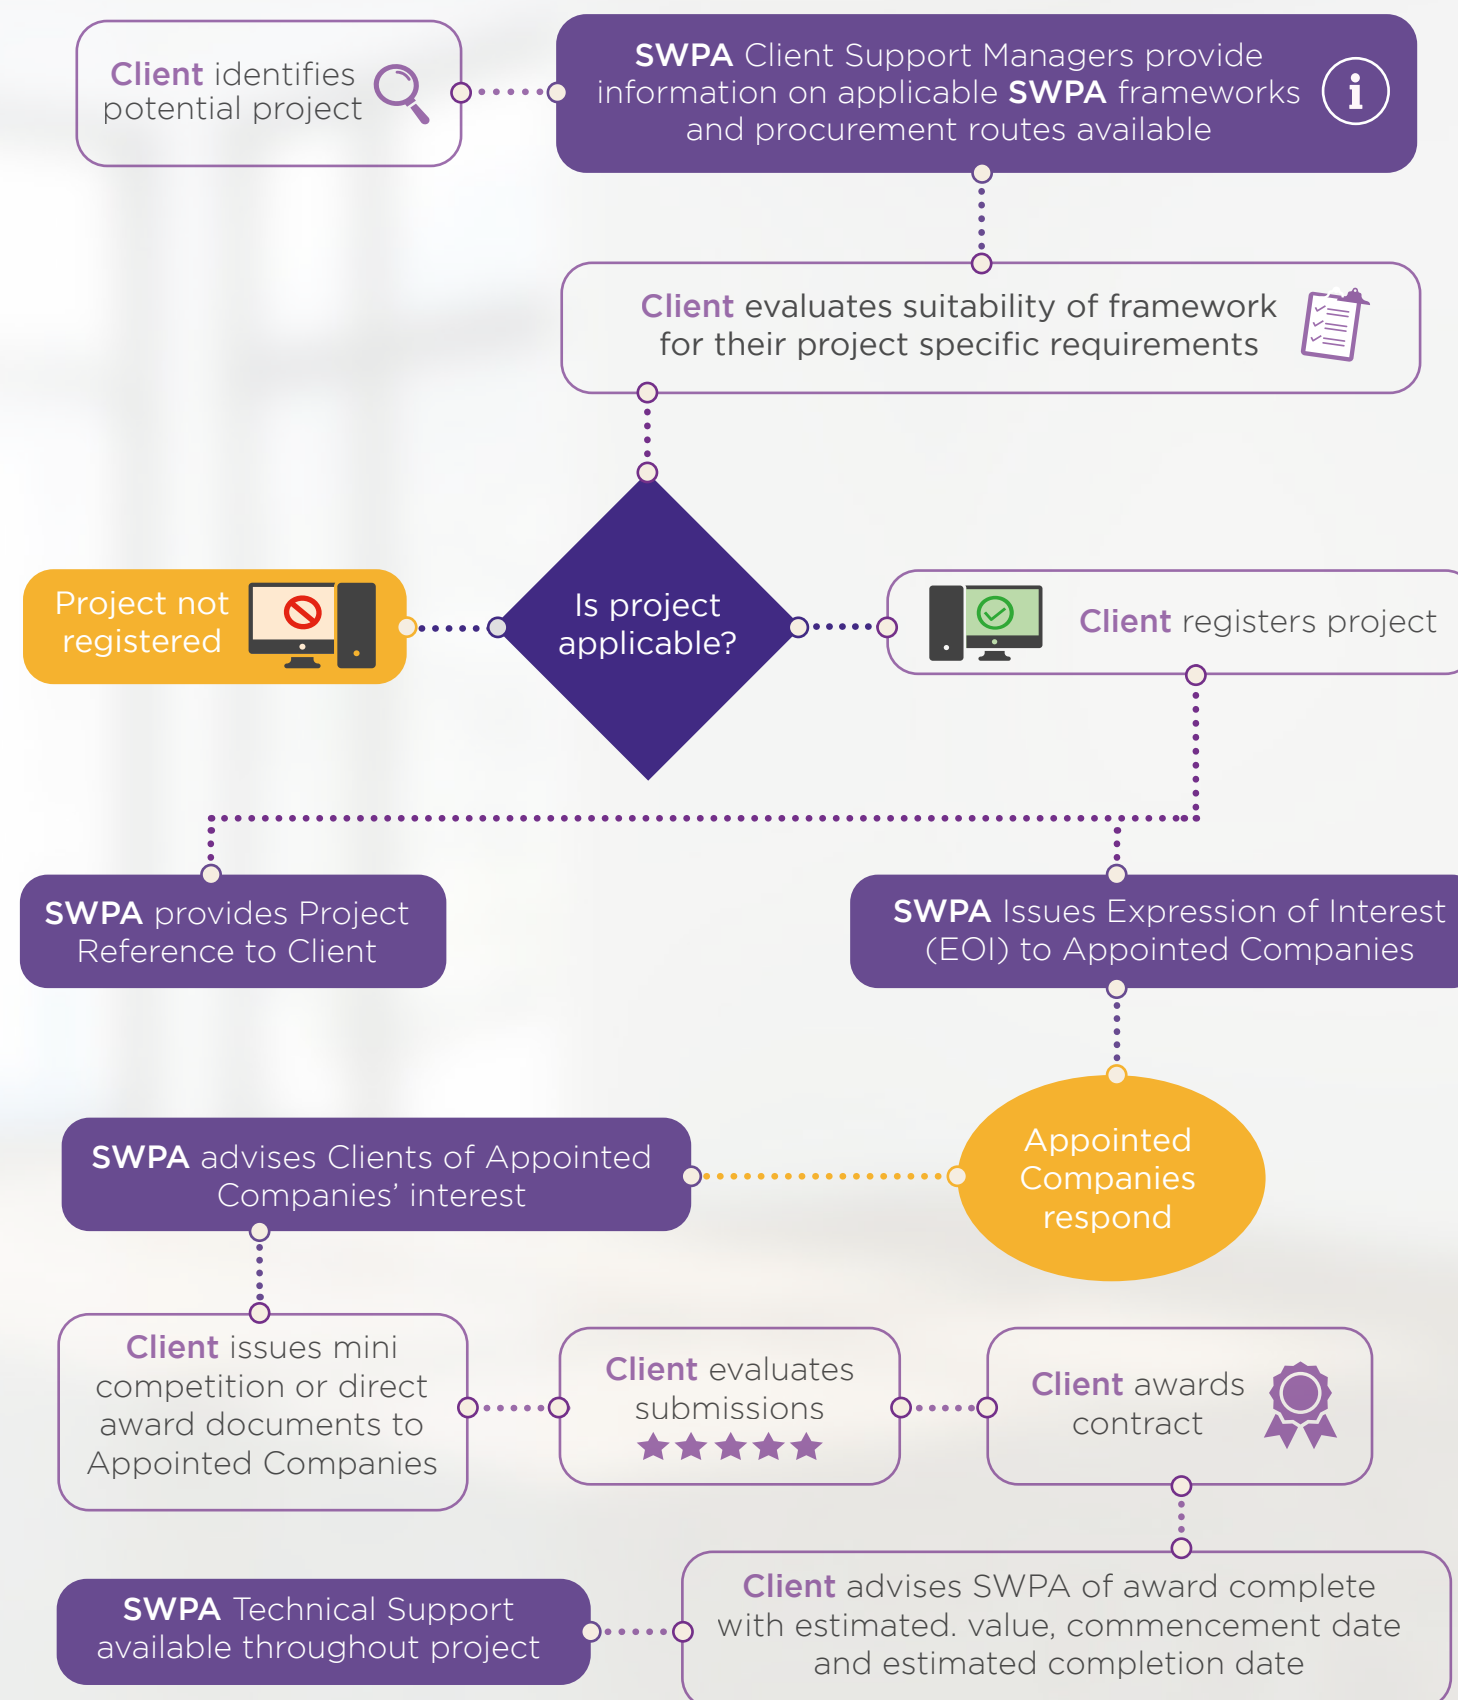 Client identifies
potential project
SWPA Client Support Managers provide
information on applicable SWPA frameworks
and procurement routes available
Client evaluates suitability of framework
for their project specific requirements
Is project
applicable?
Project not
registered
Client registers project
SWPA provides Project
Reference to Client
SWPA Issues Expression of Interest
(EOI) to Appointed Companies
Appointed
Companies
respond
SWPA advises Clients of Appointed
Companies’ interest
Client issues mini
competition or direct
award documents to
Appointed Companies
Client evaluates
submissions
Client awards
contract
Client advises SWPA of award complete
with estimated. value, commencement date
and estimated completion date
SWPA Technical Support
available throughout project